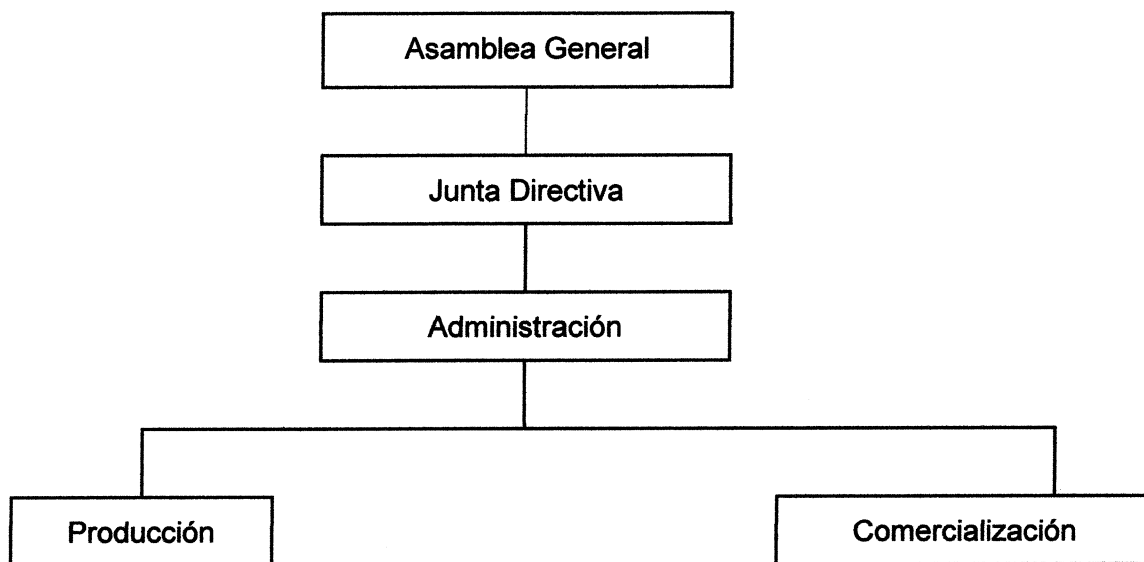 Asamblea General
Junta Directiva
Administración
Producción
Comercialización